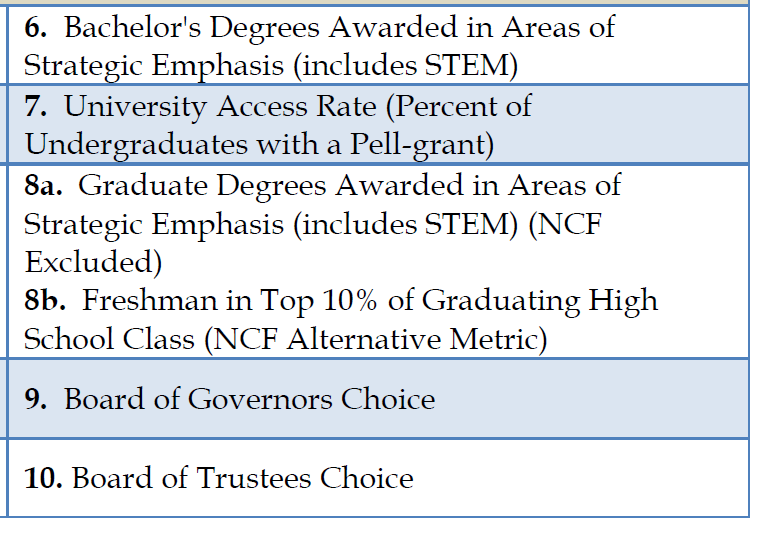 6. Bachelor's Degrees Awarded in Areas of
Strategic Emphasis (includes STEM)
7. University Access Rate (Percent of
Undergraduates with a Pell-grant)
8a. Graduate Degrees Awarded in Areas of
Strategic Emphasis (includes STEM) (NCF
Excluded)
8b. Freshman in Top 10% of Graduating High
School Class (NCF Alternative Metric)
9. Board of Governors Choice
10. Board of Trustees Choice